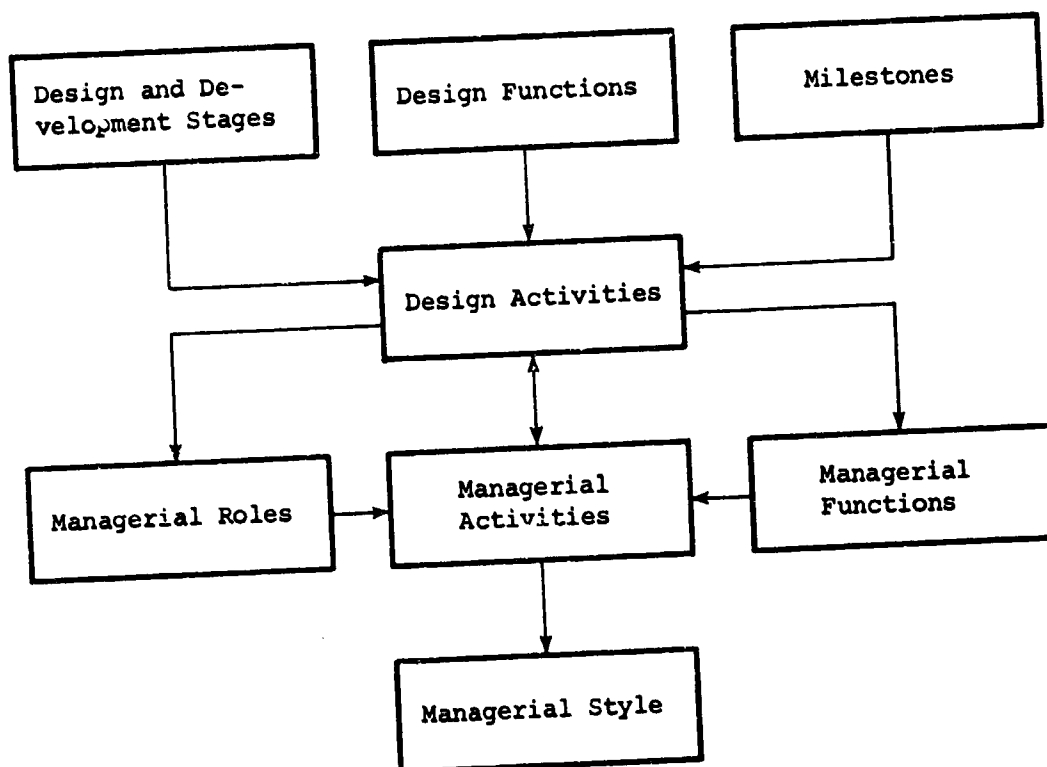 Design and De-
velopment Stages
Design Functions
Milestones
Design Activities
Managerial Roles
Managerial
Activities
Managerial
Functions
Managerial Style